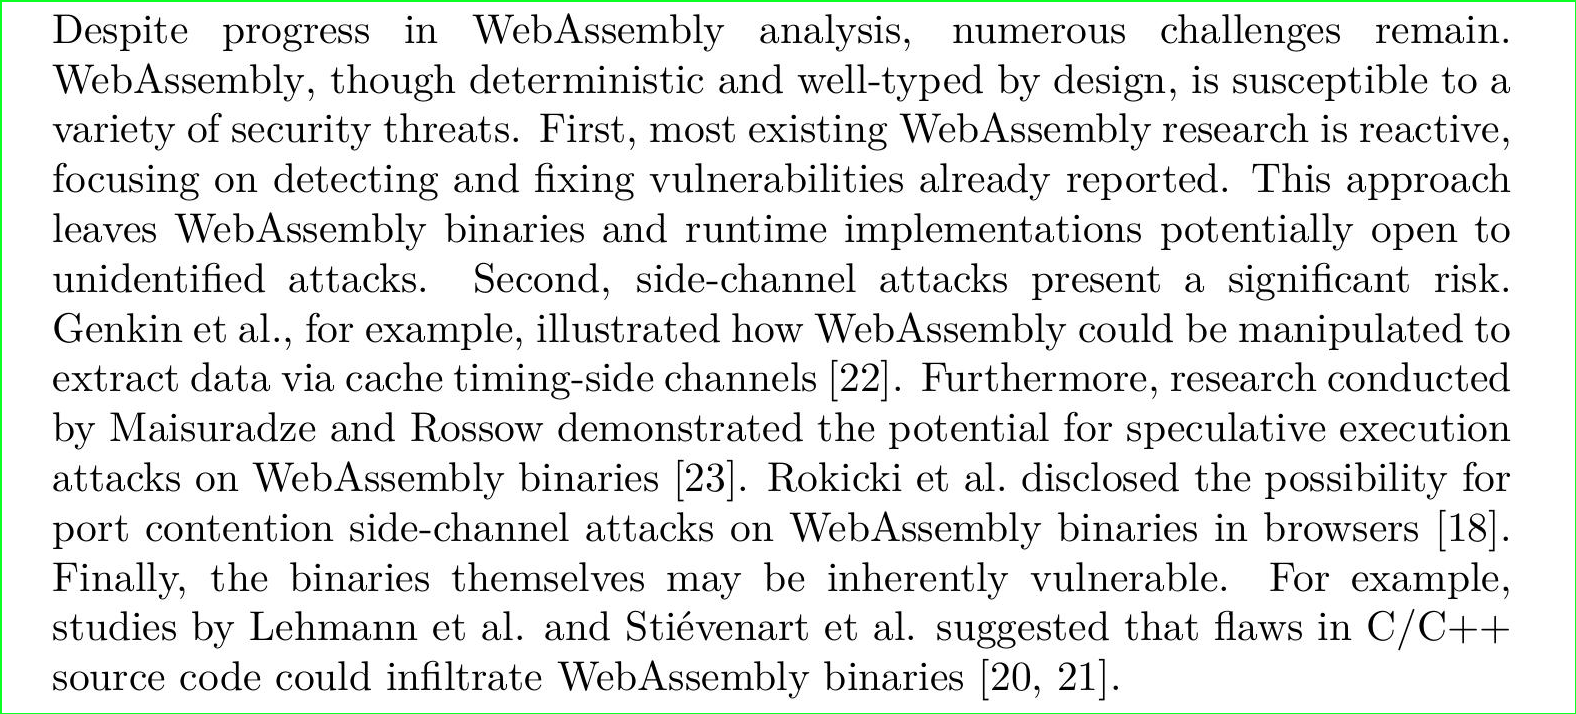 Despite progress in WebAssembly analysis, numerous challenges remain.
WebAssembly, though deterministic and well-typed by design, is susceptible to a
variety of security threats. First, most existing WebAssembly research is reactive,
focusing on detecting and fixing vulnerabilities already reported. This approach
leaves WebAssembly binaries and runtime implementations potentially open to
unidentified attacks. Second, side-channel attacks present a significant risk.
Genkin et al., for example, illustrated how WebAssembly could be manipulated to
extract data via cache timing-side channels [22]. Furthermore, research conducted
by Maisuradze and Rossow demonstrated the potential for speculative execution
attacks on WebAssembly binaries [23]. Rokicki et al. disclosed the possibility for
port contention side-channel attacks on WebAssembly binaries in browsers [18].
Finally, the binaries themselves may be inherently vulnerable. For example,
studies by Lehmann et al. and Stiévenart et al. suggested that flaws in C/C++
source code could infiltrate WebAssembly binaries [20, 21].